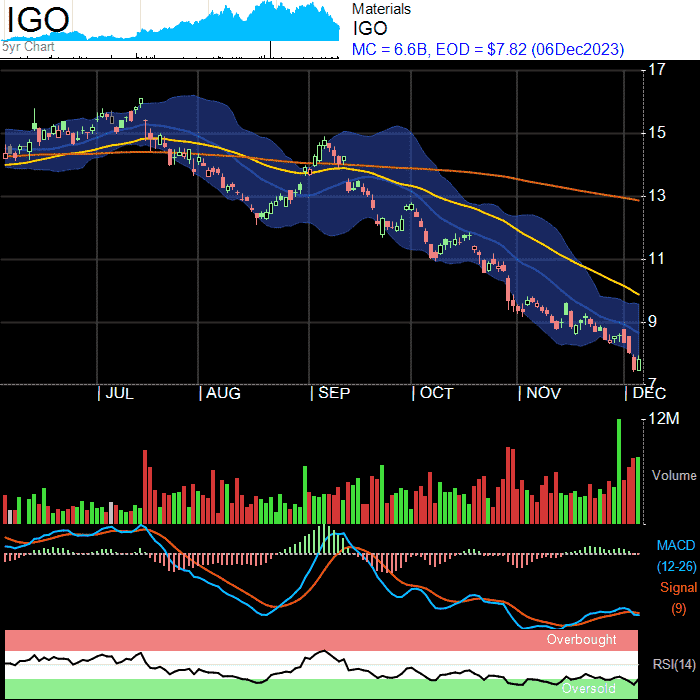 IGO
5yr Chart
Materials
IGO
MC = 6.6B, EOD = $7.82 (06Dec2023)
17
15
13
11
9
7
| JUL | AUG | SEP | OCT | NOV | DEC
12M
Volume
MACD
(12-26)
Signal
(9)
Overbought
RSI(14)
Oversold